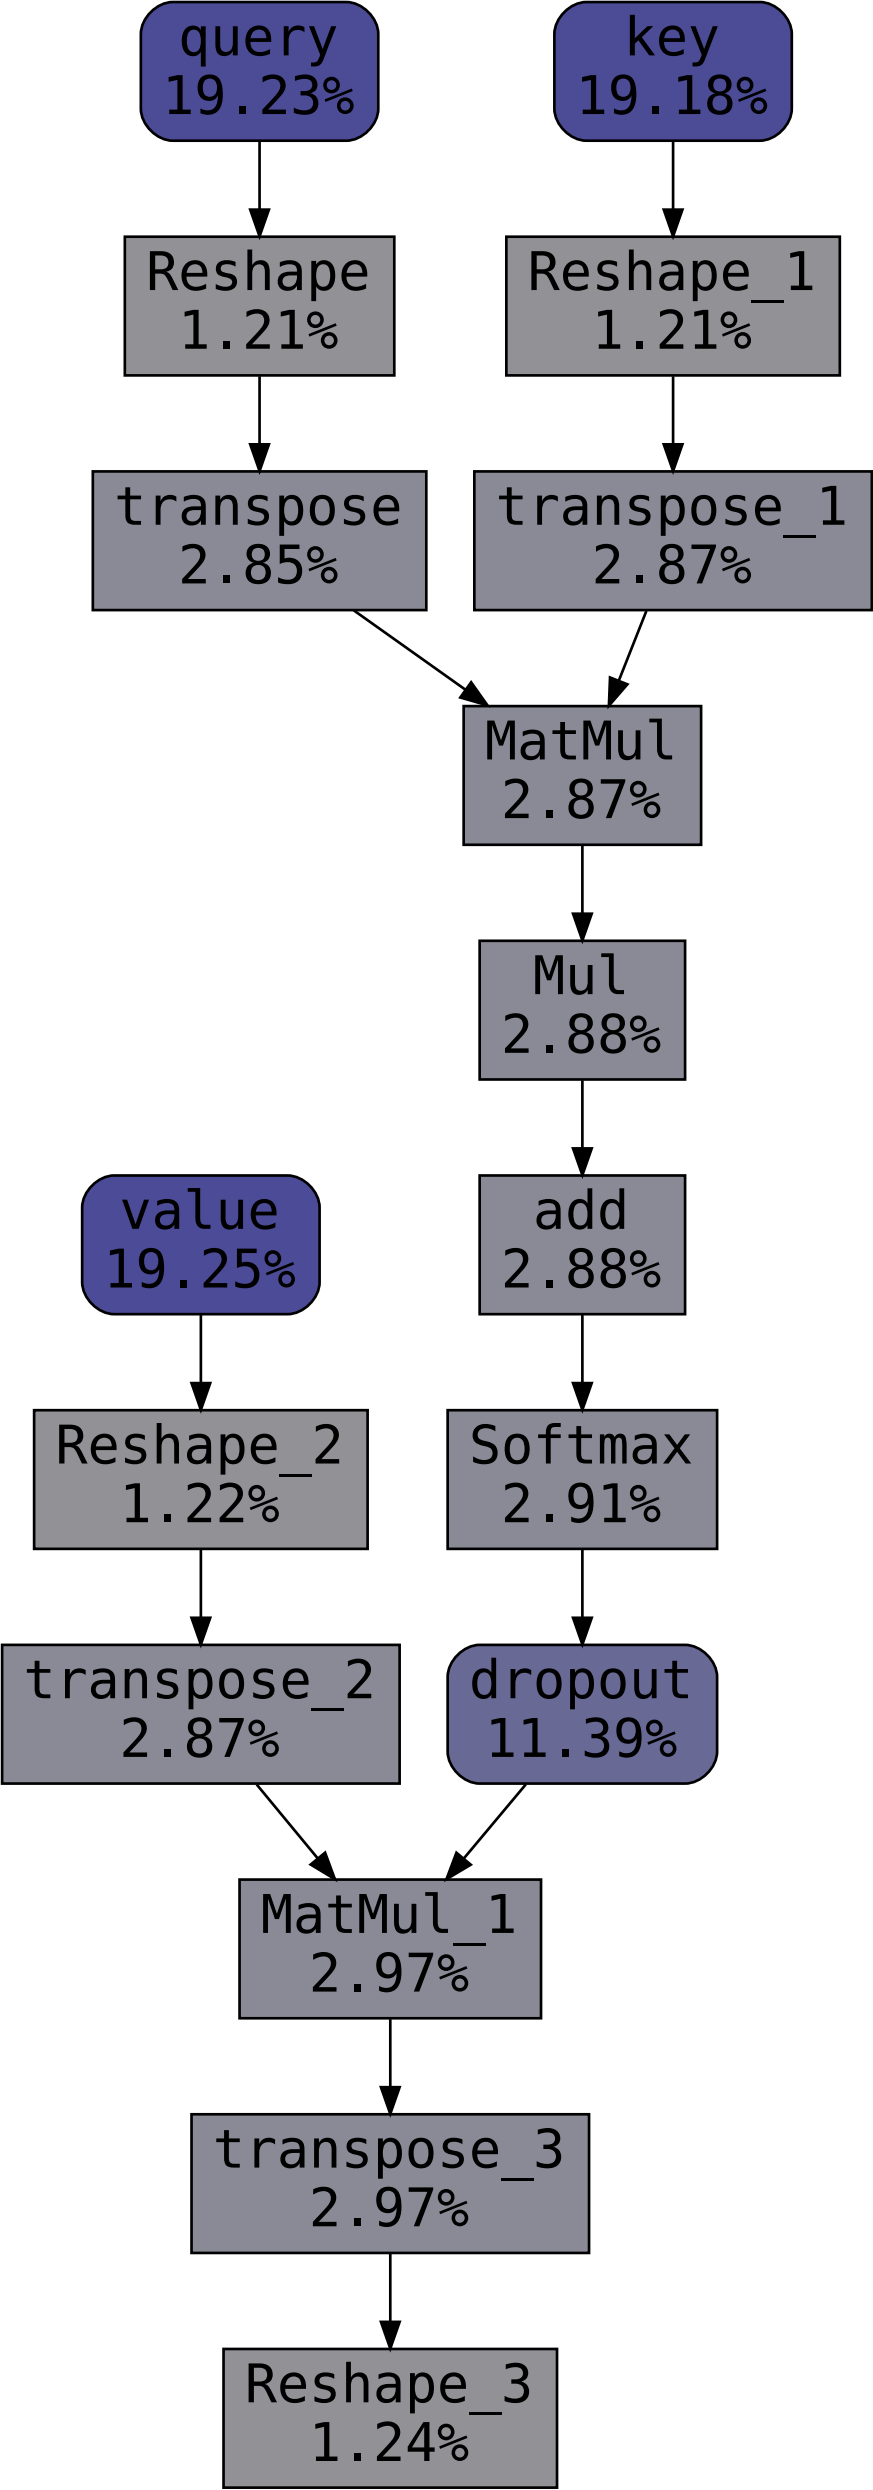 query
19.23%
key
19.18%
Reshape
1.21%
Reshape_1
1.21%
transpose
2.85%
transpose_1
2.87%
MatMul
2.87%
Mul
2.88%
add
2.88%
value
19.25%
Softmax
2.91%
Reshape_2
1.22%
transpose_2
2.87%
dropout
11.39%
MatMul_1
2.97%
transpose_3
2.97%
Reshape_3
1.24%